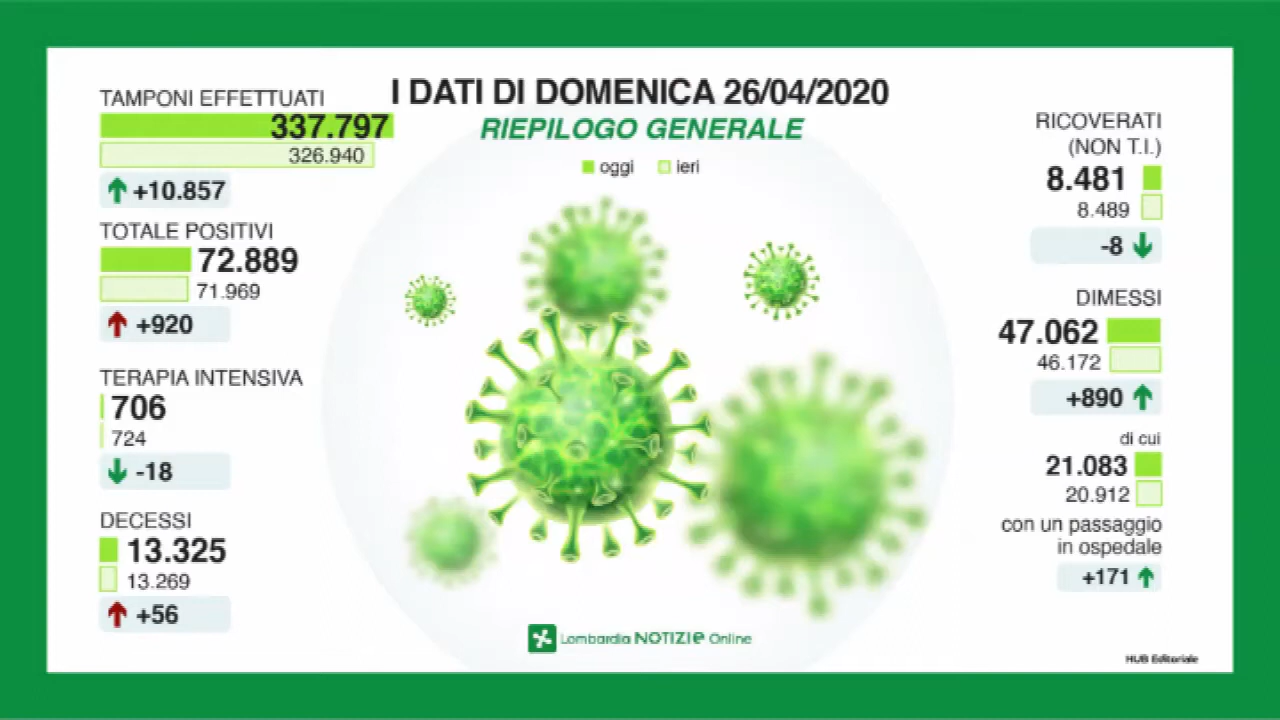 I DATI DI DOMENICA 26/04/2020
RIEPILOGO GENERALE
oggi ieri
TAMPONI EFFETTUATI
337.797
326.940
+10.857
TOTALE POSITIVI
72.889
71.969
+920
TERAPIA INTENSIVA
706
724
-18
DECESSI
13.325
13.269
+56
RICOVERATI
(NON T.I.)
8.481
8.489
-8
DIMESSI
47.062
46.172
+890
di cui
21.083
20.912
con un passaggio
in ospedale
+171
Lombardia NOTIZIe Online
HUB Editoriale